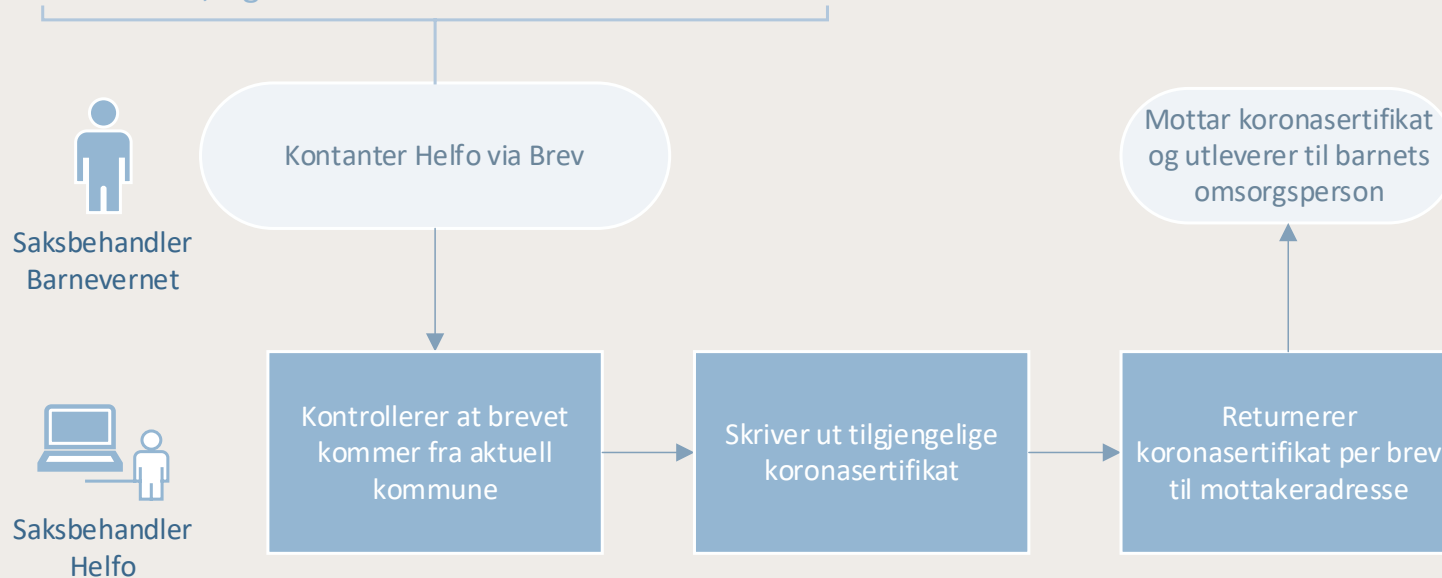 Kontanter Helfo via Brev
Mottar koronasertifikat
og utleverer til barnets
omsorgsperson
Saksbehandler
Barnevernet
Kontrollerer at brevet
kommer fra aktuell
kommune
Skriver ut tilgjengelige
koronasertifikat
Returnerer
koronasertifikat per brev
til mottakeradresse
Saksbehandler
Helfo